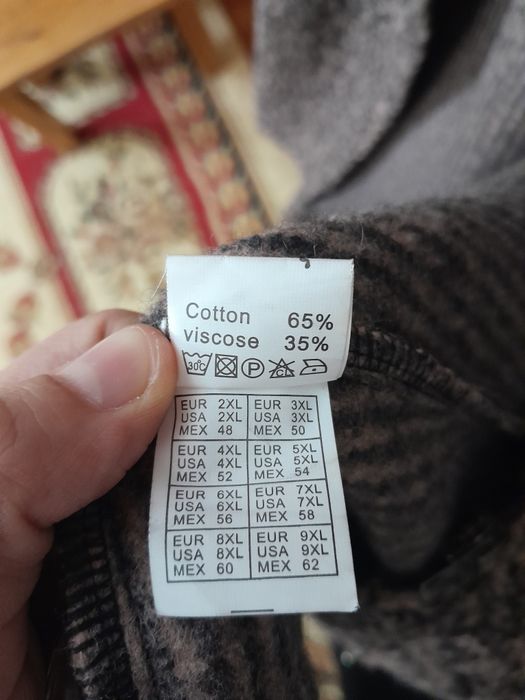 Cotton 65%
viscose 35%
30°C P CL
EUR 2XL EUR 3XL
USA 2XL USA 3XL
MEX 48 MEX 50
EUR 4XL EUR 5XL
USA 4XL USA 5XL
MEX 52 MEX 54
EUR 6XL EUR 7XL
USA 6XL USA 7XL
MEX 56 MEX 58
EUR 8XL EUR 9XL
USA 8XL USA 9XL
MEX 60 MEX 62